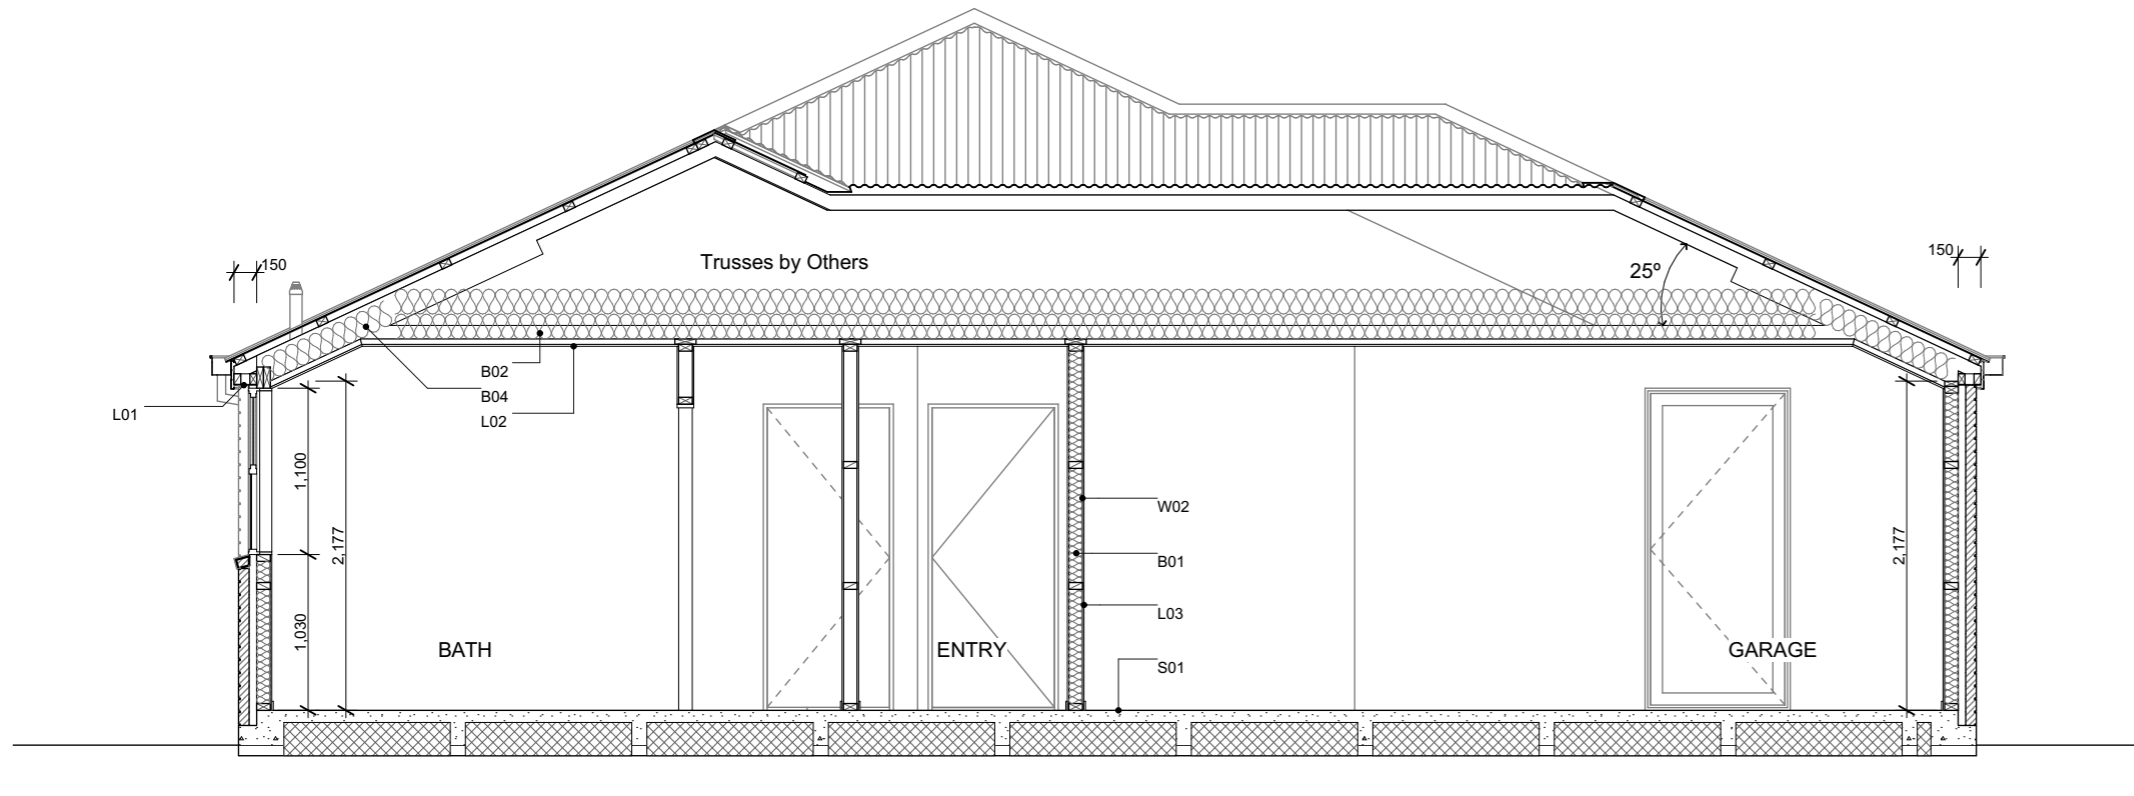 Trusses by Others
150
150
25°
B02
B04
L02
L01
1,100
2,177
1,030
W02
B01
L03
S01
2,177
BATH
ENTRY
GARAGE